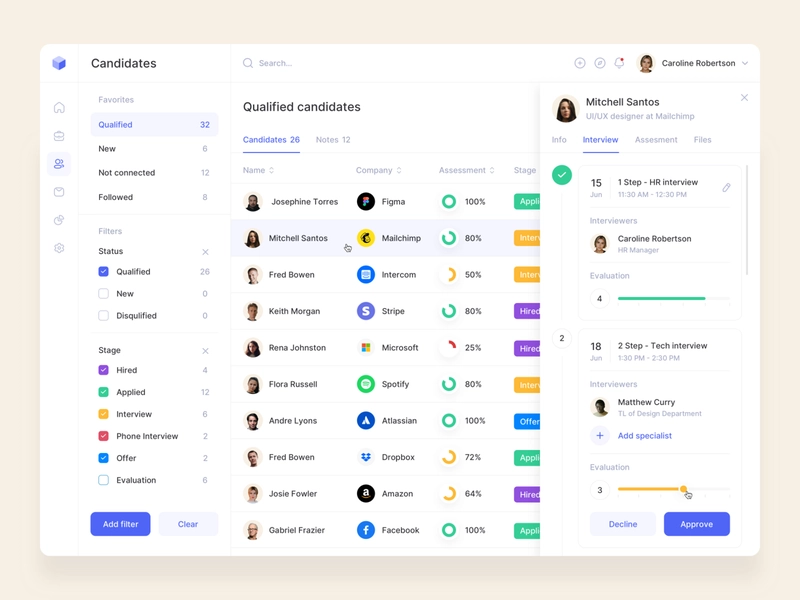 Candidates
Search...
Caroline Robertson
Favorites
Qualified 32
New 6
Not connected 12
Followed 8
Filters
Status
Qualified 26
New 0
Disqulified 0
Stage
Hired 4
Applied 12
Interview 6
Phone Interview 2
Offer 2
Evaluation 6
Add filter Clear
Qualified candidates
Candidates 26 Notes 12
Name Company Assessment Stage
Josephine Torres Figma 100% Appli
Mitchell Santos Mailchimp 80% Interv
Fred Bowen Intercom 50% Interv
Keith Morgan Stripe 80% Hired
Rena Johnston Microsoft 25% Hired
Flora Russell Spotify 80% Interv
Andre Lyons Atlassian 100% Offer
Fred Bowen Dropbox 72% Appli
Josie Fowler Amazon 64% Hired
Gabriel Frazier Facebook 100% Appli
Mitchell Santos
UI/UX designer at Mailchimp
Info Interview Assesment Files
15 Jun
1 Step - HR interview
11:30 AM - 12:30 PM
Interviewers
Caroline Robertson
HR Manager
Evaluation
4
2
18 Jun
2 Step - Tech interview
1:30 PM - 2:30 PM
Interviewers
Matthew Curry
TL of Design Department
+ Add specialist
Evaluation
3
Decline Approve